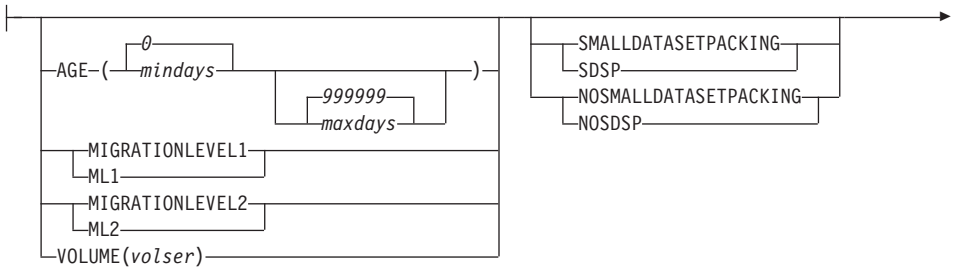 0
AGE ( mindays )
999999
maxdays
MIGRATIONLEVEL1
ML1
MIGRATIONLEVEL2
ML2
VOLUME(volser)
SMALLDATASETPACKING
SDSP
NOSMALLDATASETPACKING
NOSDSP